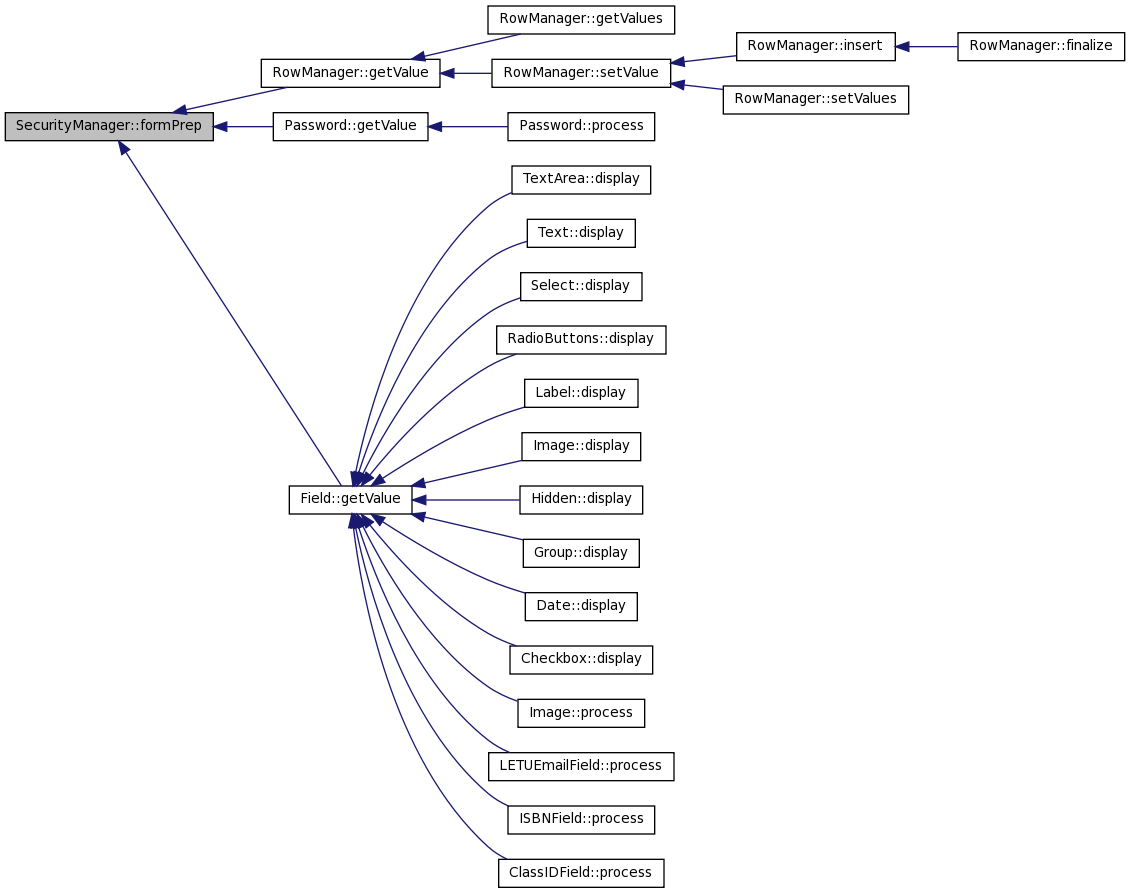 RowManager::getValues
RowManager::insert
RowManager::finalize
RowManager::getValue
RowManager::setValue
RowManager::setValues
SecurityManager::formPrep
Password::getValue
Password::process
TextArea::display
Text::display
Select::display
RadioButtons::display
Label::display
Image::display
Field::getValue
Hidden::display
Group::display
Date::display
Checkbox::display
Image::process
LETUEmailField::process
ISBNField::process
ClassIDField::process